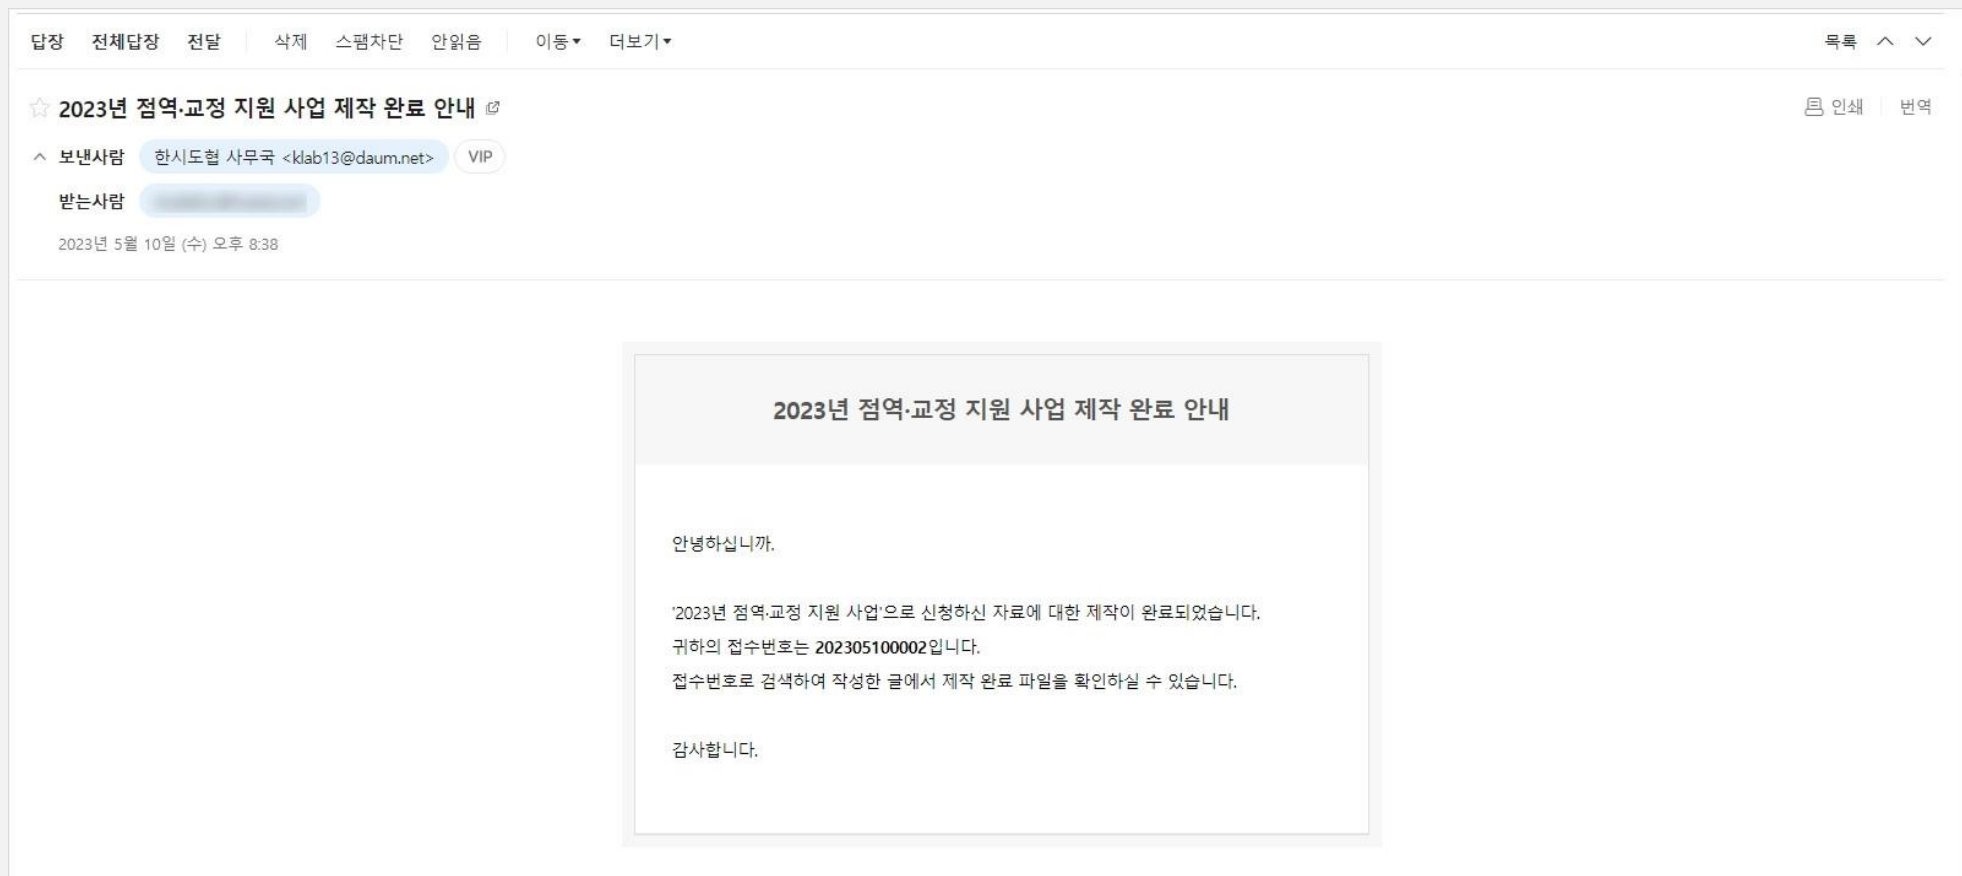 답장 전체답장 전달 삭제 스팸차단 안읽음 이동▾ 더보기▾ 목록
2023년 점역·교정 지원 사업 제작 완료 안내 인쇄 번역
보낸사람 한시도협 사무국 <klab13@daum.net> VIP
받는사람
2023년 5월 10일 (수) 오후 8:38
2023년 점역·교정 지원 사업 제작 완료 안내
안녕하십니까.
'2023년 점역·교정 지원 사업'으로 신청하신 자료에 대한 제작이 완료되었습니다.
귀하의 접수번호는 202305100002입니다.
접수번호로 검색하여 작성한 글에서 제작 완료 파일을 확인하실 수 있습니다.
감사합니다.